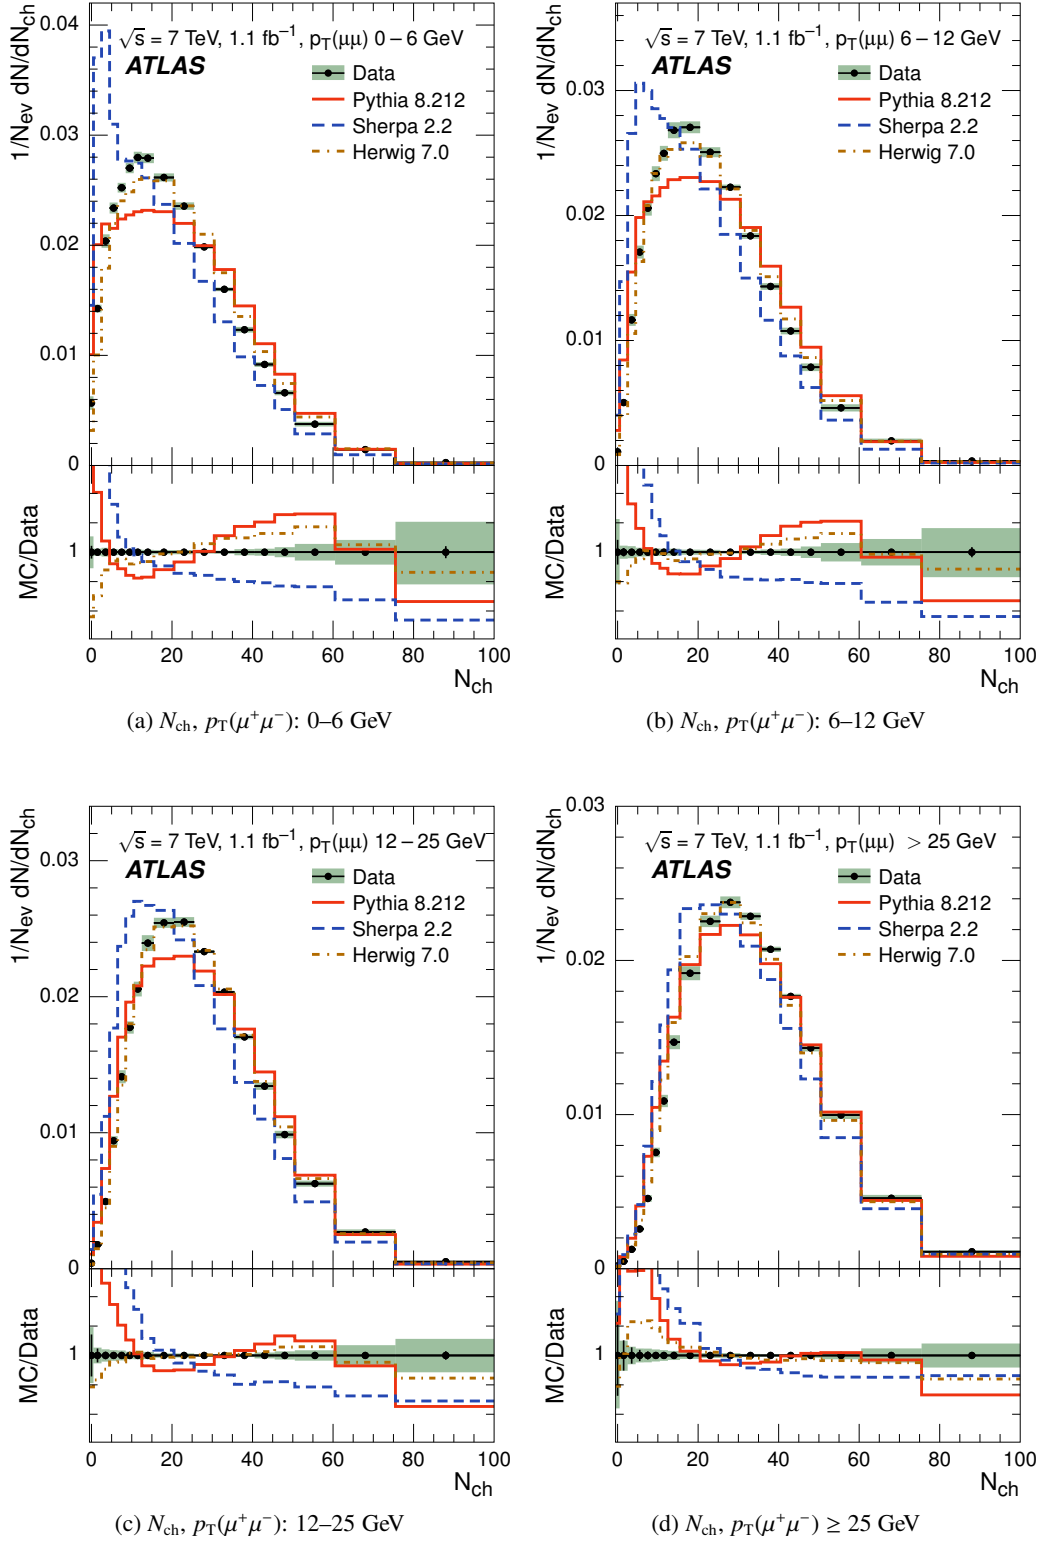 √s = 7 TeV, 1.1 fb⁻¹, p_T(μμ) 0 – 6 GeV
ATLAS
Data
Pythia 8.212
Sherpa 2.2
Herwig 7.0
1/N_ev dN/dN_ch
0.04
0.03
0.02
0.01
0
MC/Data
1
0 20 40 60 80 100
N_ch
(a) N_ch, p_T(μ⁺μ⁻): 0–6 GeV
√s = 7 TeV, 1.1 fb⁻¹, p_T(μμ) 6 – 12 GeV
ATLAS
Data
Pythia 8.212
Sherpa 2.2
Herwig 7.0
1/N_ev dN/dN_ch
0.03
0.02
0.01
0
MC/Data
1
0 20 40 60 80 100
N_ch
(b) N_ch, p_T(μ⁺μ⁻): 6–12 GeV
√s = 7 TeV, 1.1 fb⁻¹, p_T(μμ) 12 – 25 GeV
ATLAS
Data
Pythia 8.212
Sherpa 2.2
Herwig 7.0
1/N_ev dN/dN_ch
0.03
0.02
0.01
0
MC/Data
1
0 20 40 60 80 100
N_ch
(c) N_ch, p_T(μ⁺μ⁻): 12–25 GeV
√s = 7 TeV, 1.1 fb⁻¹, p_T(μμ) > 25 GeV
ATLAS
Data
Pythia 8.212
Sherpa 2.2
Herwig 7.0
1/N_ev dN/dN_ch
0.03
0.02
0.01
0
MC/Data
1
0 20 40 60 80 100
N_ch
(d) N_ch, p_T(μ⁺μ⁻) ≥ 25 GeV